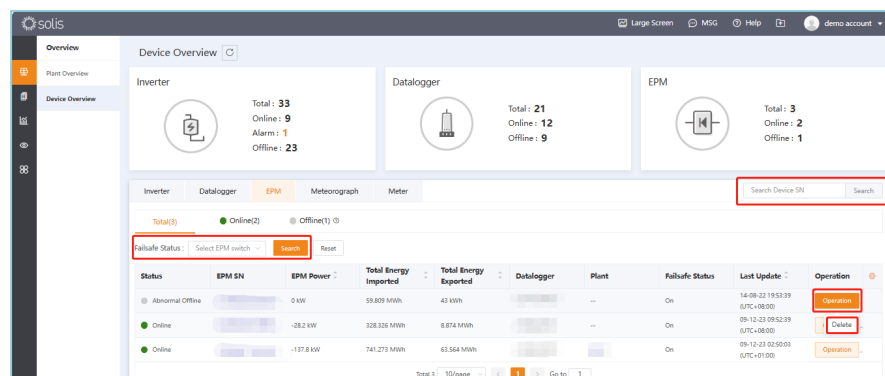 solis
Large Screen MSG Help demo account
Overview
Plant Overview
Device Overview
Device Overview
Inverter
Total : 33
Online : 9
Alarm : 1
Offline : 23
Datalogger
Total : 21
Online : 12
Offline : 9
EPM
Total : 3
Online : 2
Offline : 1
Inverter Datalogger EPM Meteorograph Meter
Search Device SN Search
Total(3) Online(2) Offline(1)
Failsafe Status : Select EPM switch Search Reset
Status EPM SN EPM Power Total Energy Imported Total Energy Exported Datalogger Plant Failsafe Status Last Update Operation
Abnormal Offline 0 kW 59.809 MWh 43 kWh -- On 14-08-22 19:53:39 (UTC+08:00) Operation
Online -28.2 kW 328.326 MWh 8.874 MWh -- On 09-12-23 09:52:39 (UTC+08:00) Delete
Online -137.8 kW 741.273 MWh 63.564 MWh On 09-12-23 02:50:03 (UTC+01:00) Operation
Total 3 10/page 1 Go to 1